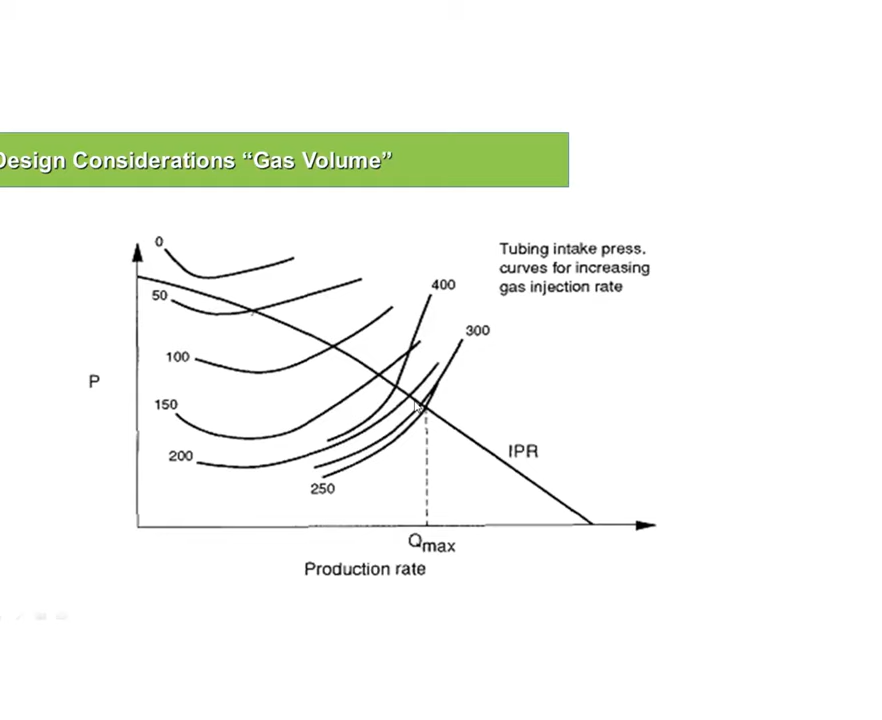 Design Considerations “Gas Volume”
0
Tubing intake press.
curves for increasing
gas injection rate
400
50
300
100
P
150
200
IPR
250
Qmax
Production rate